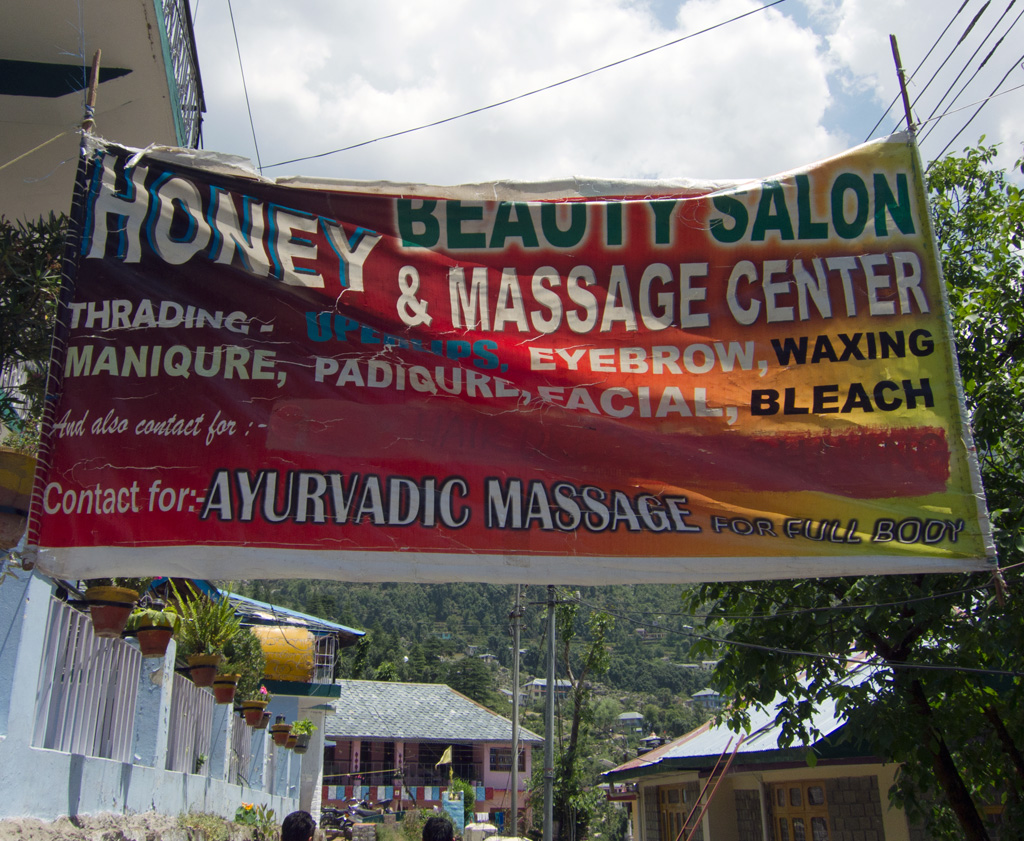 HONEY BEAUTY SALON
& MASSAGE CENTER
THRADING - UPERLIPS, EYEBROW, WAXING
MANIQURE, PADIQURE, FACIAL, BLEACH
And also contact for :-
Contact for:- AYURVADIC MASSAGE FOR FULL BODY